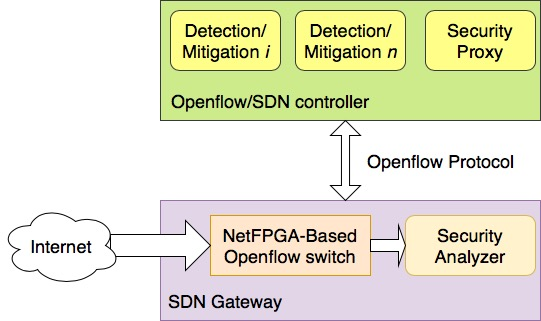 Detection/
Mitigation i
Detection/
Mitigation n
Security
Proxy
Openflow/SDN controller
Openflow Protocol
Internet
NetFPGA-Based
Openflow switch
Security
Analyzer
SDN Gateway